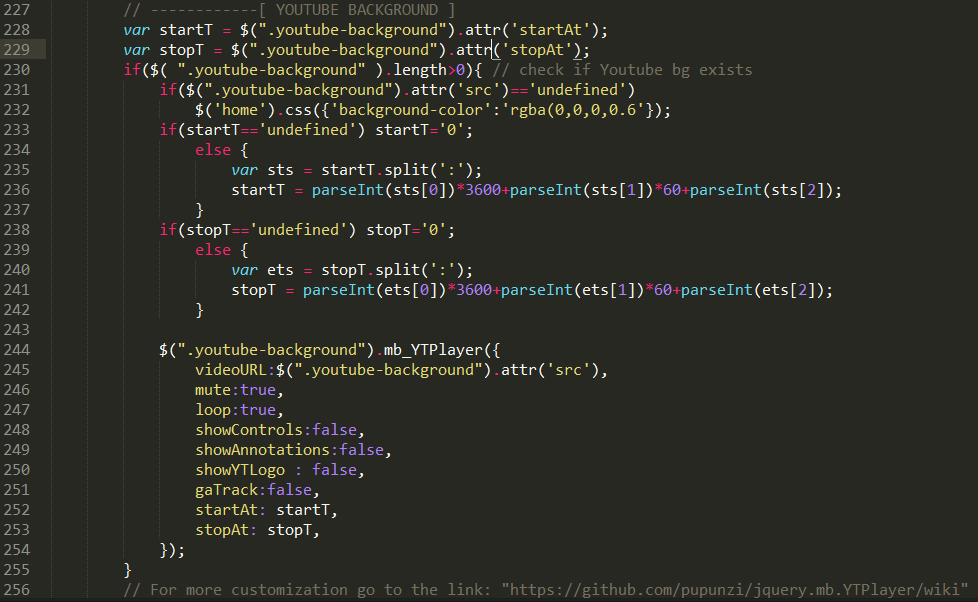 227 // ------------[ YOUTUBE BACKGROUND ]
228 var startT = $(".youtube-background").attr('startAt');
229 var stopT = $(".youtube-background").attr('stopAt');
230 if($( ".youtube-background" ).length>0){ // check if Youtube bg exists
231 if($(".youtube-background").attr('src')=='undefined')
232 $('home').css({'background-color':'rgba(0,0,0,0.6'});
233 if(startT=='undefined') startT='0';
234 else {
235 var sts = startT.split(':');
236 startT = parseInt(sts[0])*3600+parseInt(sts[1])*60+parseInt(sts[2]);
237 }
238 if(stopT=='undefined') stopT='0';
239 else {
240 var ets = stopT.split(':');
241 stopT = parseInt(ets[0])*3600+parseInt(ets[1])*60+parseInt(ets[2]);
242 }
243
244 $(".youtube-background").mb_YTPlayer({
245 videoURL:$(".youtube-background").attr('src'),
246 mute:true,
247 loop:true,
248 showControls:false,
249 showAnnotations:false,
250 showYTLogo : false,
251 gaTrack:false,
252 startAt: startT,
253 stopAt: stopT,
254 });
255 }
256 // For more customization go to the link: "https://github.com/pupunzi/jquery.mb.YTPlayer/wiki"